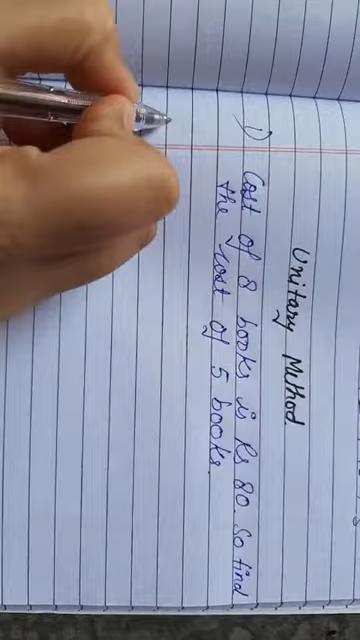 Unitary Method
1) Cost of 8 books is Rs 80. So find
the cost of 5 books.